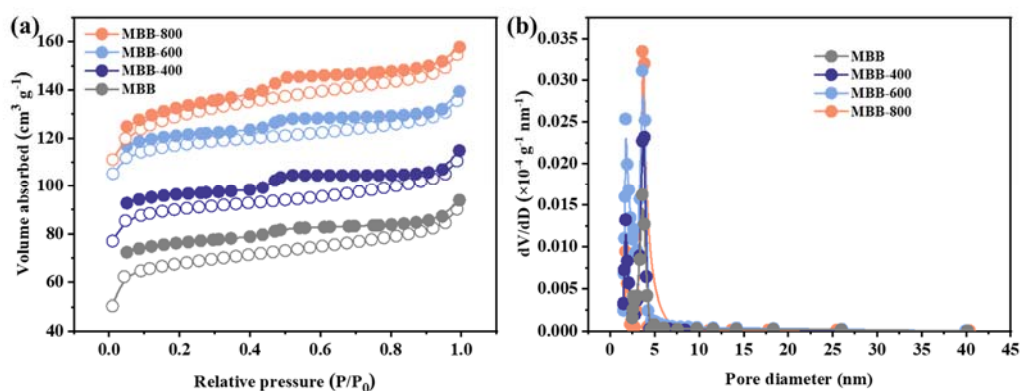 (a)
MBB-800
MBB-600
MBB-400
MBB
Volume absorbed (cm³ g⁻¹)
160
140
120
100
80
60
40
0.0 0.2 0.4 0.6 0.8 1.0
Relative pressure (P/P₀)
(b)
MBB
MBB-400
MBB-600
MBB-800
dV/dD (×10⁻⁴ g⁻¹ nm⁻¹)
0.035
0.030
0.025
0.020
0.015
0.010
0.005
0.000
0 5 10 15 20 25 30 35 40 45
Pore diameter (nm)